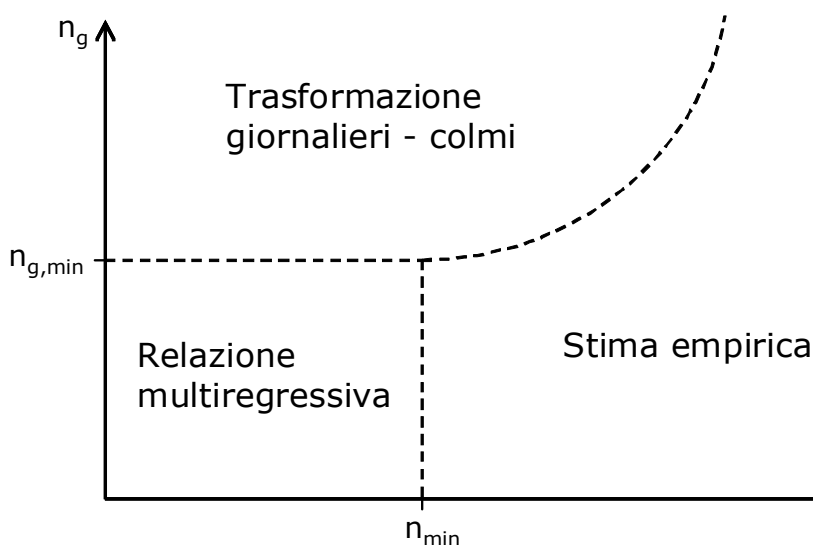 n_g
Trasformazione
giornalieri - colmi
n_g,min
Relazione
multiregressiva
Stima empirica
n_min